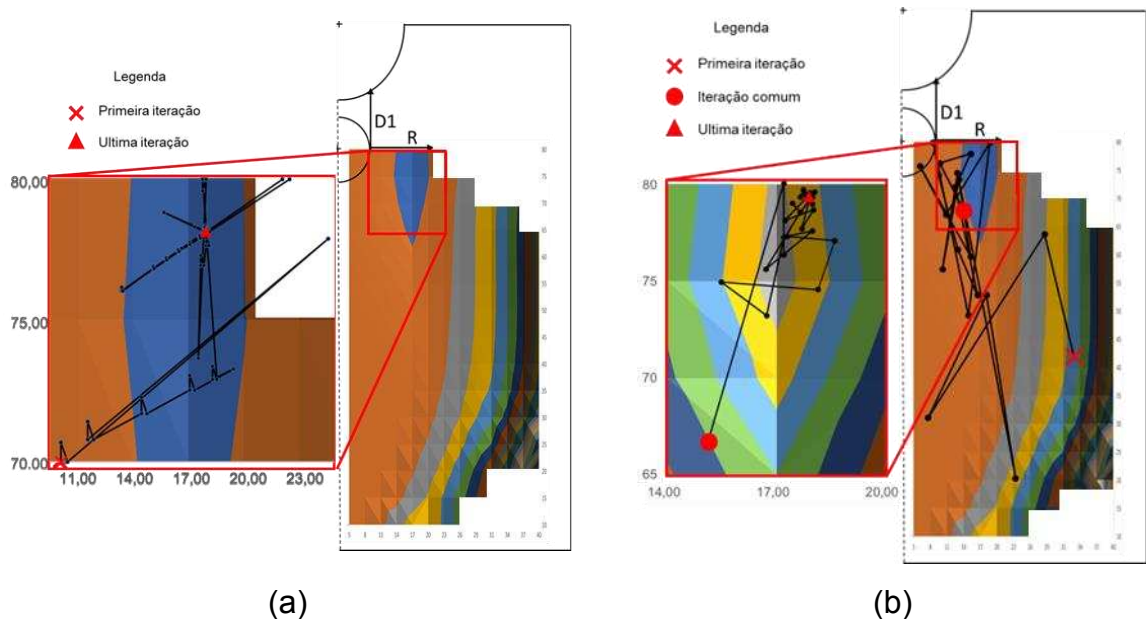 Legenda
Primeira iteração
Ultima iteração
D1
R
80,00
75,00
70.00
11,00 14,00 17,00 20,00 23,00
(a)
Legenda
Primeira iteração
Iteração comum
Ultima iteração
D1
R
80
75
70
65
14,00 17,00 20,00
(b)